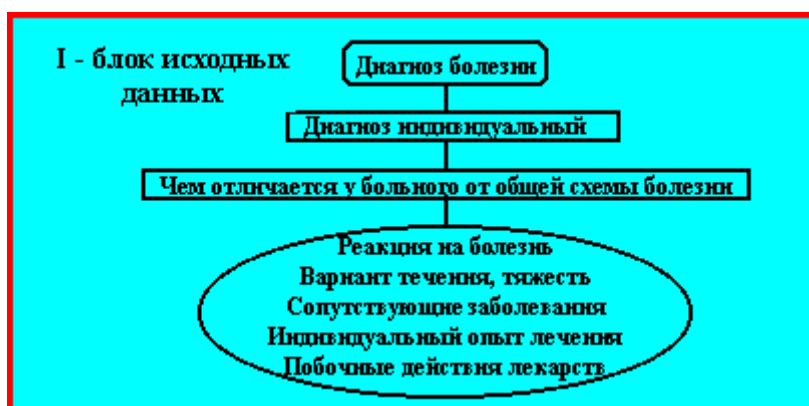 I - блок исходных
данных
Диагноз болезни
Диагноз индивидуальный
Чем отличается у больного от общей схемы болезни
Реакция на болезнь
Вариант течения, тяжесть
Сопутствующие заболевания
Индивидуальный опыт лечения
Побочные действия лекарств